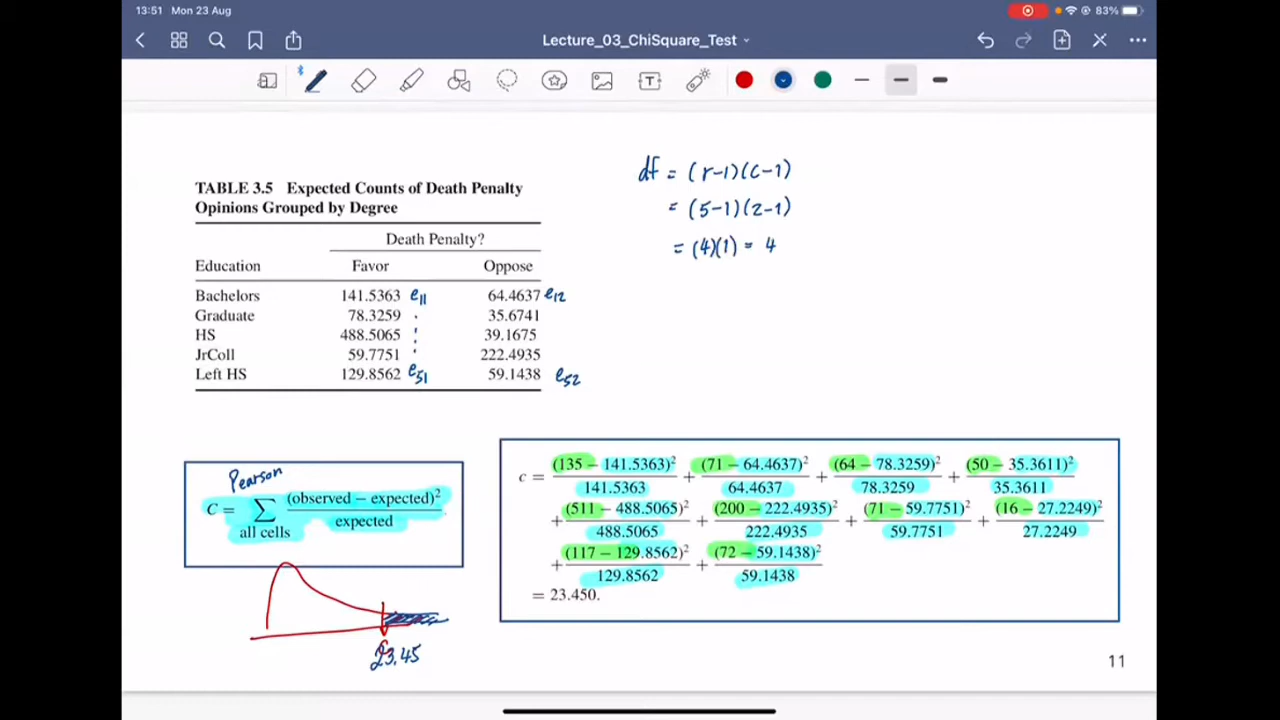 13:51 Mon 23 Aug
83%
Lecture_03_ChiSquare_Test
df = (r-1)(c-1)
= (5-1)(2-1)
= (4)(1) = 4
TABLE 3.5 Expected Counts of Death Penalty
Opinions Grouped by Degree
Death Penalty?
Education Favor Oppose
Bachelors 141.5363 e11 64.4637 e12
Graduate 78.3259 35.6741
HS 488.5065 39.1675
JrColl 59.7751 222.4935
Left HS 129.8562 e51 59.1438 e52
Pearson
C = ∑ all cells (observed − expected)² / expected
c = (135 − 141.5363)² / 141.5363 + (71 − 64.4637)² / 64.4637 + (64 − 78.3259)² / 78.3259 + (50 − 35.3611)² / 35.3611
+ (511 − 488.5065)² / 488.5065 + (200 − 222.4935)² / 222.4935 + (71 − 59.7751)² / 59.7751 + (16 − 27.2249)² / 27.2249
+ (117 − 129.8562)² / 129.8562 + (72 − 59.1438)² / 59.1438
= 23.450.
23.45
11